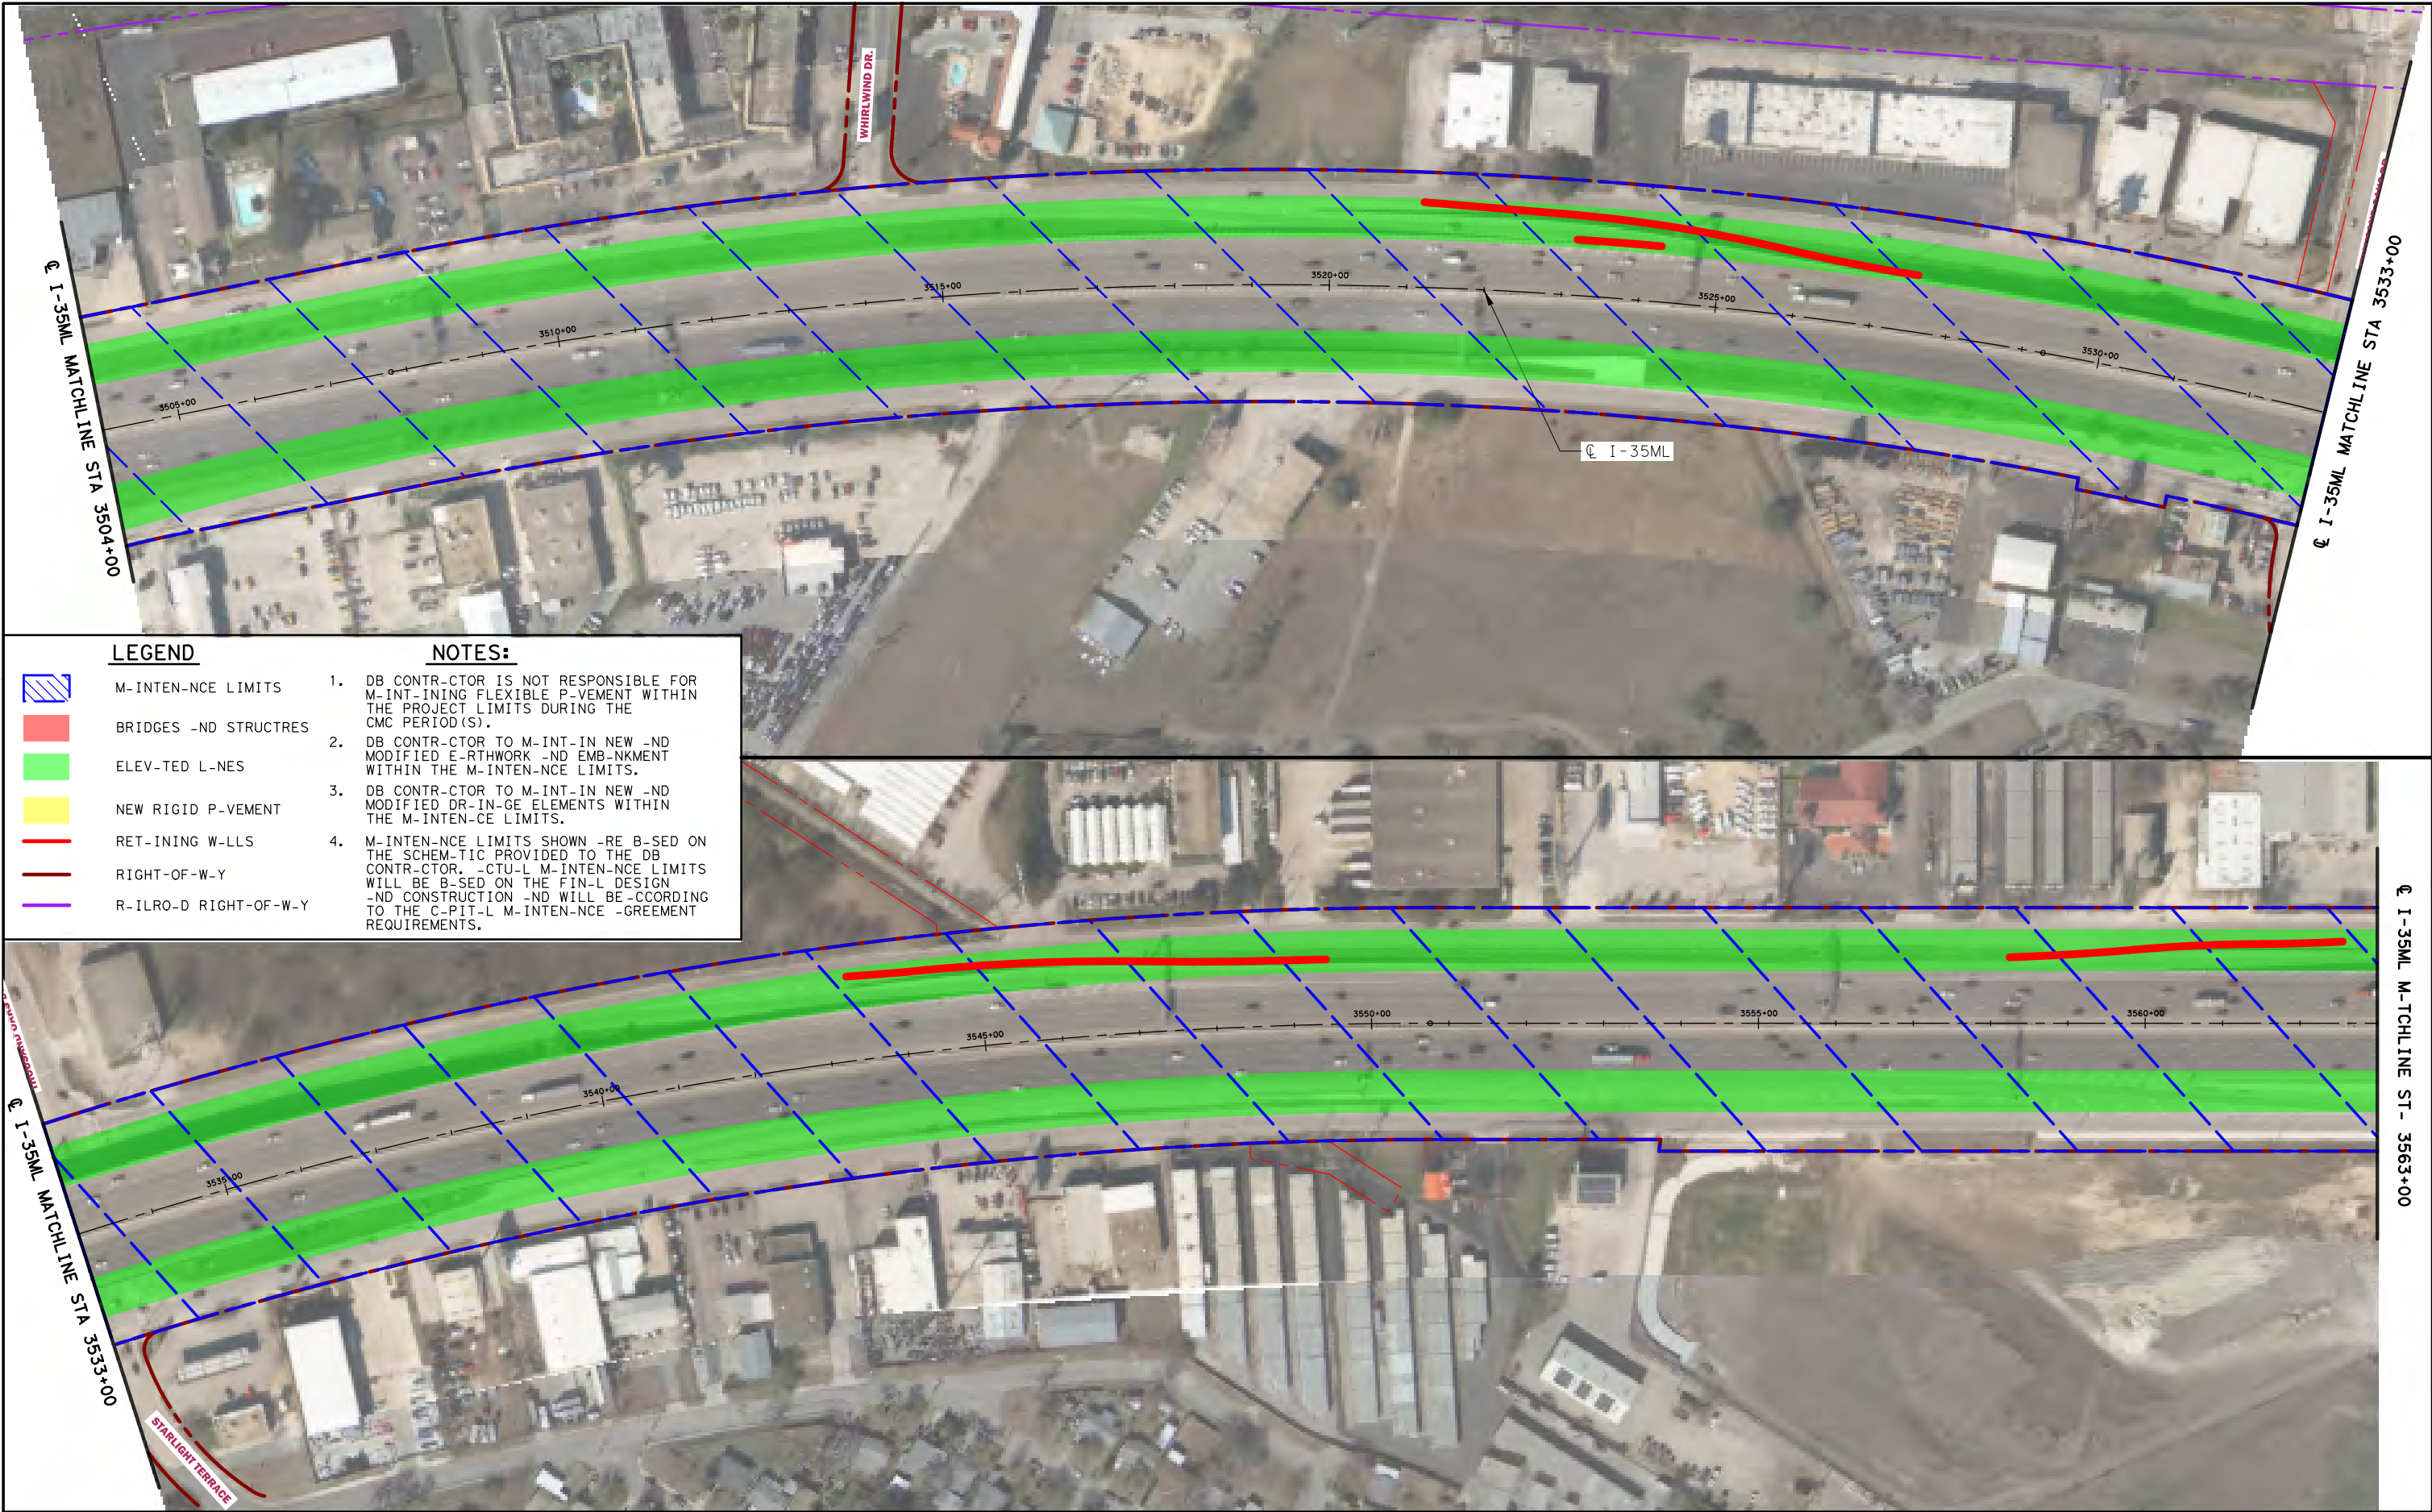 WHIRLWIND DR.
℄ I-35ML MATCHLINE STA 3504+00
3505+00
3510+00
3515+00
3520+00
3525+00
3530+00
℄ I-35ML
℄ I-35ML MATCHLINE STA 3533+00
LEGEND
M-INTEN-NCE LIMITS
BRIDGES -ND STRUCTRES
ELEV-TED L-NES
NEW RIGID P-VEMENT
RET-INING W-LLS
RIGHT-OF-W-Y
R-ILRO-D RIGHT-OF-W-Y
NOTES:
1. DB CONTR-CTOR IS NOT RESPONSIBLE FOR
M-INT-INING FLEXIBLE P-VEMENT WITHIN
THE PROJECT LIMITS DURING THE
CMC PERIOD(S).
2. DB CONTR-CTOR TO M-INT-IN NEW -ND
MODIFIED E-RTHWORK -ND EMB-NKMENT
WITHIN THE M-INTEN-NCE LIMITS.
3. DB CONTR-CTOR TO M-INT-IN NEW -ND
MODIFIED DR-IN-GE ELEMENTS WITHIN
THE M-INTEN-CE LIMITS.
4. M-INTEN-NCE LIMITS SHOWN -RE B-SED ON
THE SCHEM-TIC PROVIDED TO THE DB
CONTR-CTOR. -CTU-L M-INTEN-NCE LIMITS
WILL BE B-SED ON THE FIN-L DESIGN
-ND CONSTRUCTION -ND WILL BE-CCORDING
TO THE C-PIT-L M-INTEN-NCE -GREEMENT
REQUIREMENTS.
℄ I-35ML MATCHLINE STA 3533+00
3535+00
3540+00
3545+00
3550+00
3555+00
3560+00
℄ I-35ML M-TCHLINE ST- 3563+00
STARLIGHT TERRACE